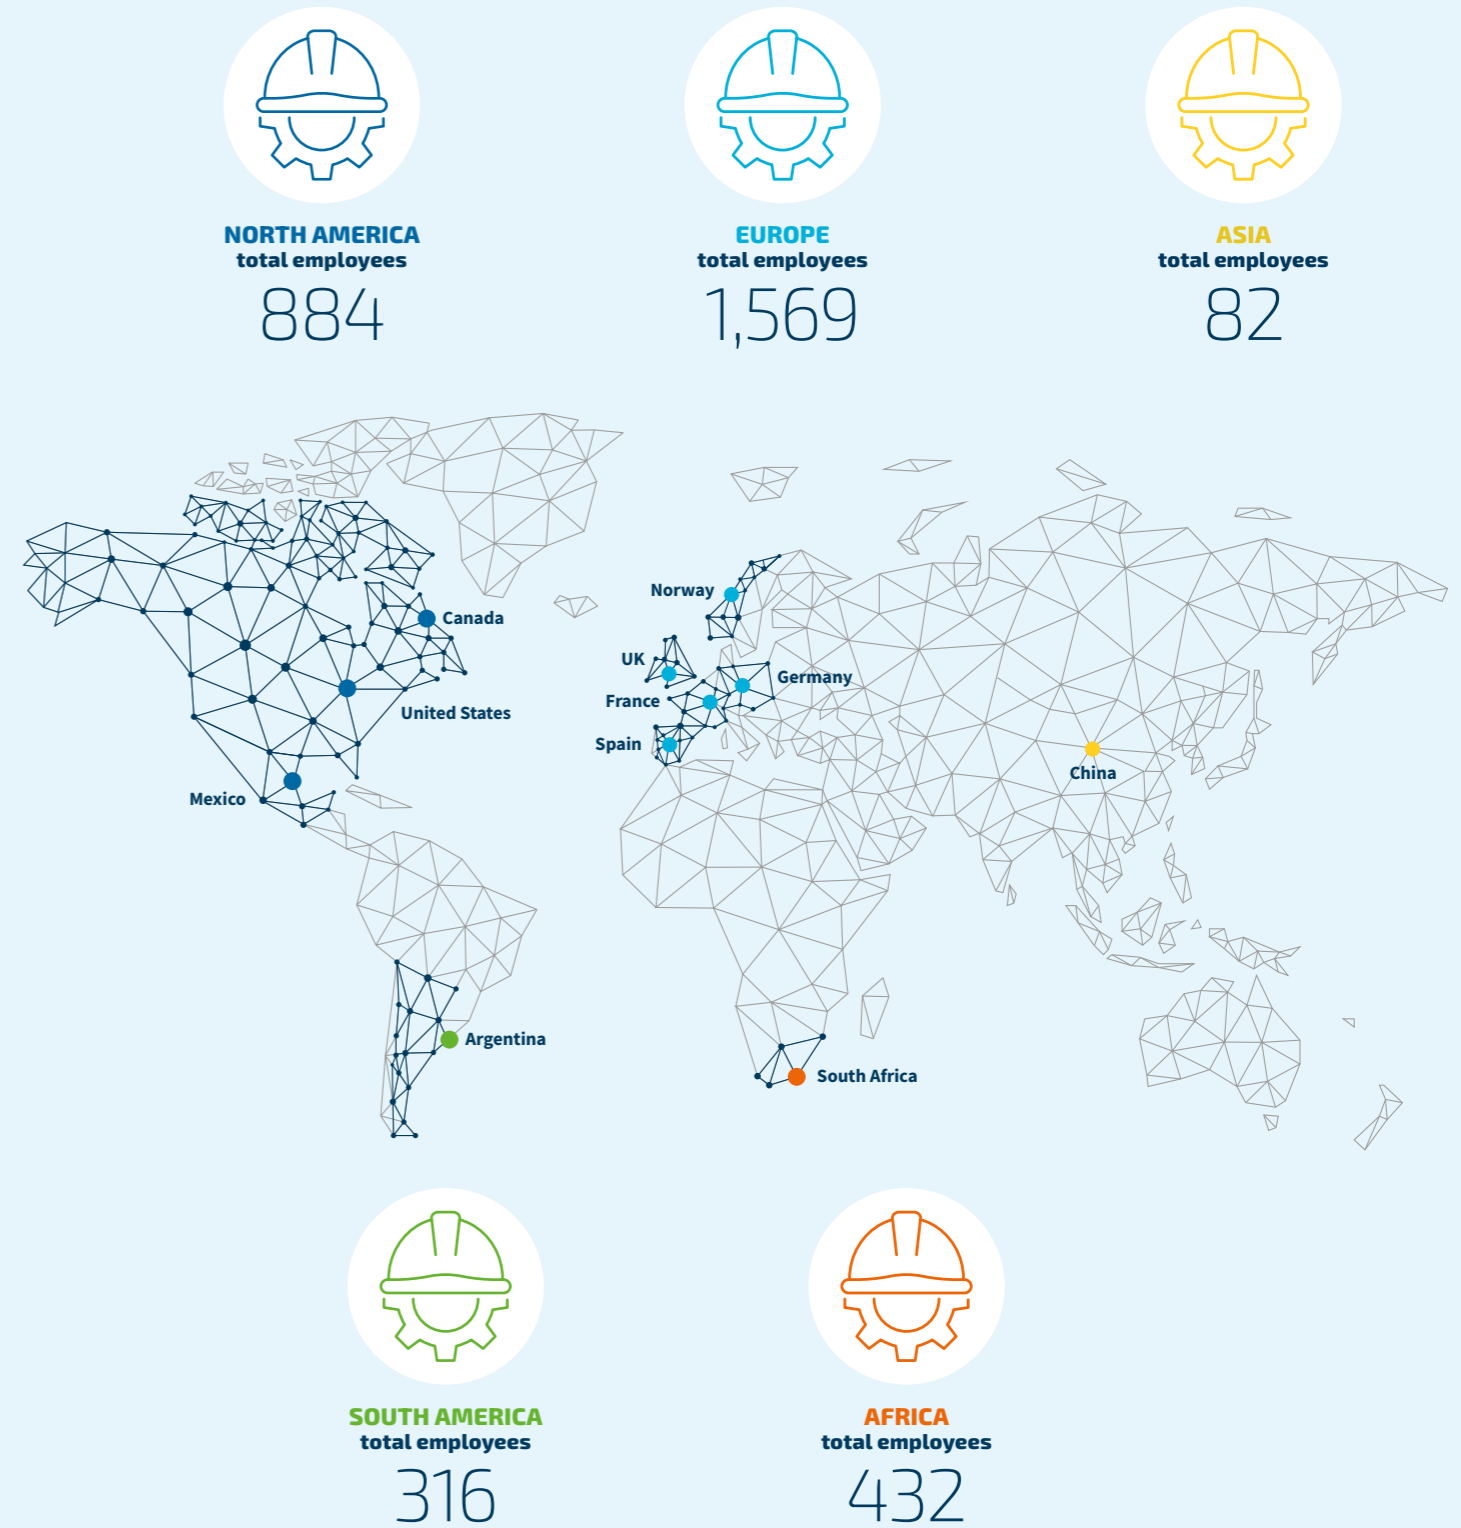 NORTH AMERICA
total employees
884
EUROPE
total employees
1,569
ASIA
total employees
82
Norway
Canada
UK
Germany
France
United States
Spain
China
Mexico
Argentina
South Africa
SOUTH AMERICA
total employees
316
AFRICA
total employees
432